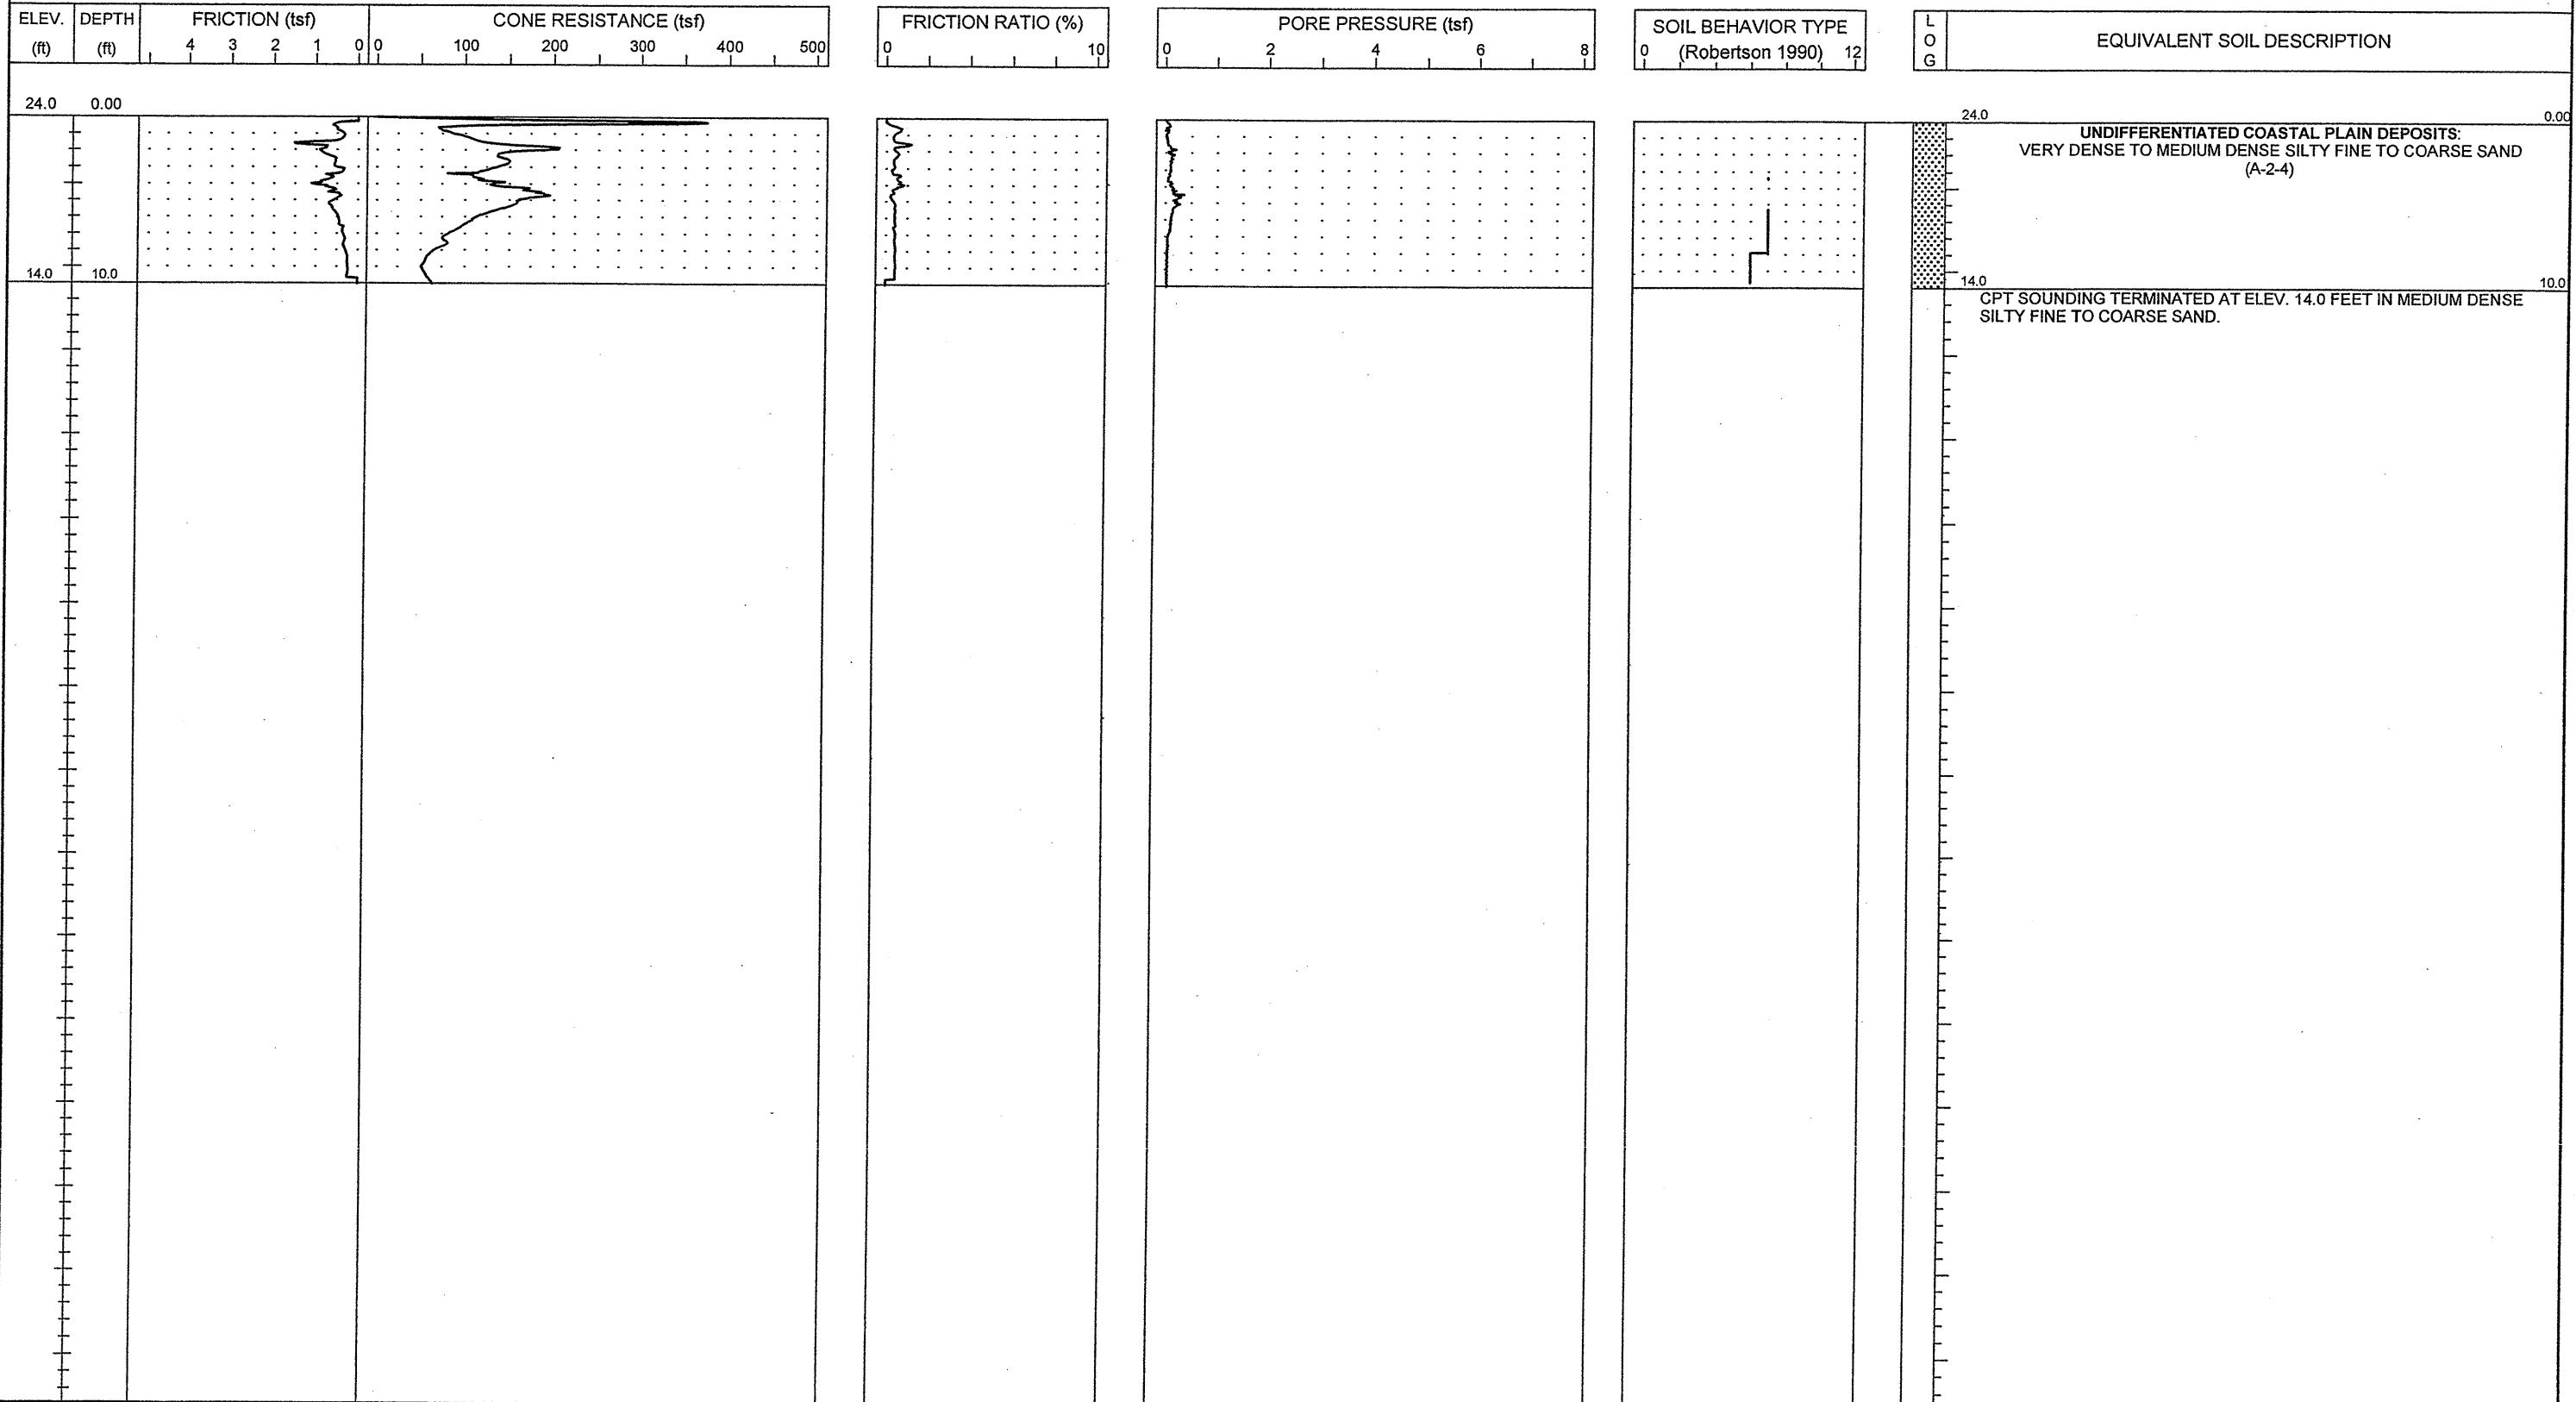 ELEV.
(ft)
DEPTH
(ft)
FRICTION (tsf)
4 3 2 1 0
CONE RESISTANCE (tsf)
0 100 200 300 400 500
FRICTION RATIO (%)
0 10
PORE PRESSURE (tsf)
0 2 4 6 8
SOIL BEHAVIOR TYPE
0 (Robertson 1990) 12
L
O
G
EQUIVALENT SOIL DESCRIPTION
24.0 0.00
24.0 0.00
UNDIFFERENTIATED COASTAL PLAIN DEPOSITS:
VERY DENSE TO MEDIUM DENSE SILTY FINE TO COARSE SAND
(A-2-4)
14.0 10.0
14.0 10.0
CPT SOUNDING TERMINATED AT ELEV. 14.0 FEET IN MEDIUM DENSE
SILTY FINE TO COARSE SAND.